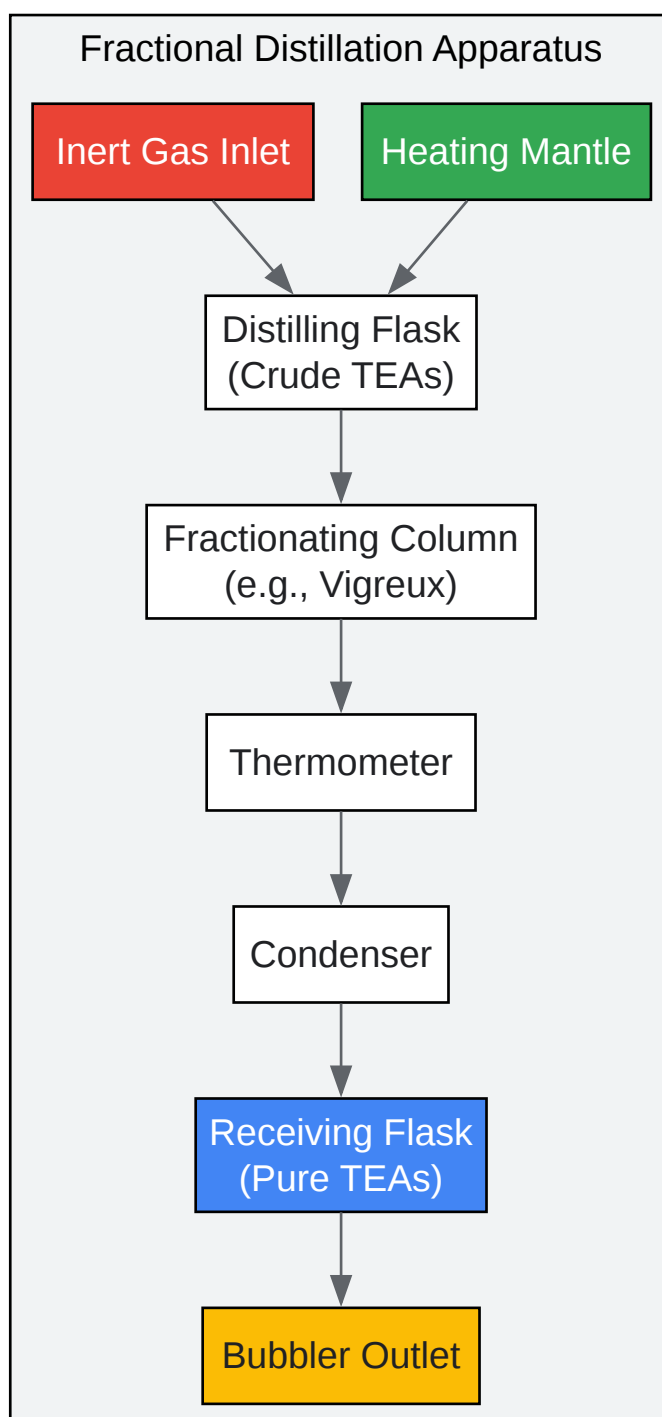 Fractional Distillation Apparatus
Inert Gas Inlet
Heating Mantle
Distilling Flask
(Crude TEAs)
Fractionating Column
(e.g., Vigreux)
Thermometer
Condenser
Receiving Flask
(Pure TEAs)
Bubbler Outlet